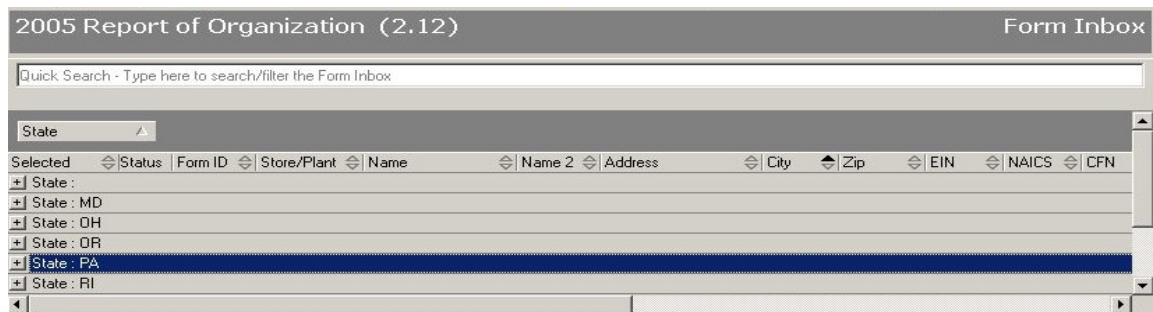 2005 Report of Organization (2.12) Form Inbox
Quick Search - Type here to search/filter the Form Inbox
State
Selected Status Form ID Store/Plant Name Name 2 Address City Zip EIN NAICS CFN
State :
State : MD
State : OH
State : OR
State : PA
State : RI